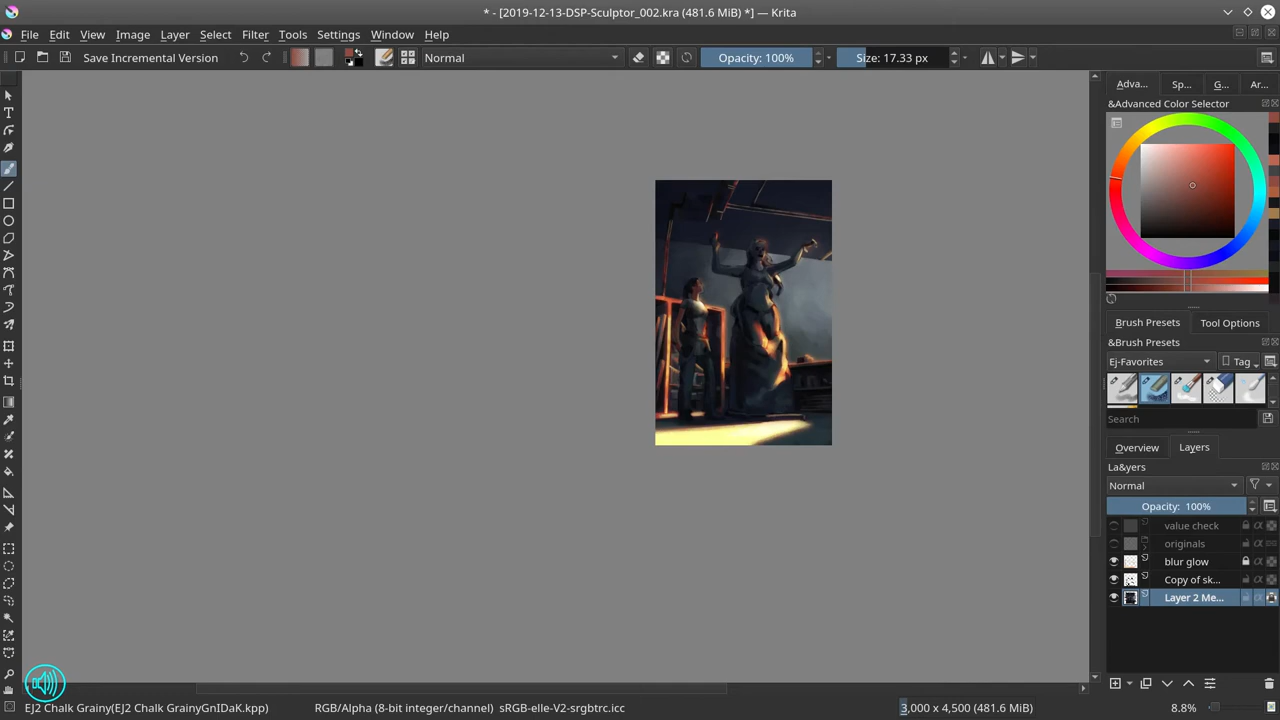 * - [2019-12-13-DSP-Sculptor_002.kra (481.6 MiB) *] — Krita
File Edit View Image Layer Select Filter Tools Settings Window Help
Save Incremental Version Normal Opacity: 100% Size: 17.33 px
Adva... Sp... G... Ar...
&Advanced Color Selector
Brush Presets Tool Options
&Brush Presets
Ej-Favorites Tag
Search
Overview Layers
La&yers
Normal
Opacity: 100%
value check
originals
blur glow
Copy of sk...
Layer 2 Me...
EJ2 Chalk Grainy(EJ2 Chalk GrainyGnIDaK.kpp) RGB/Alpha (8-bit integer/channel) sRGB-elle-V2-srgbtrc.icc 3,000 x 4,500 (481.6 MiB) 8.8%